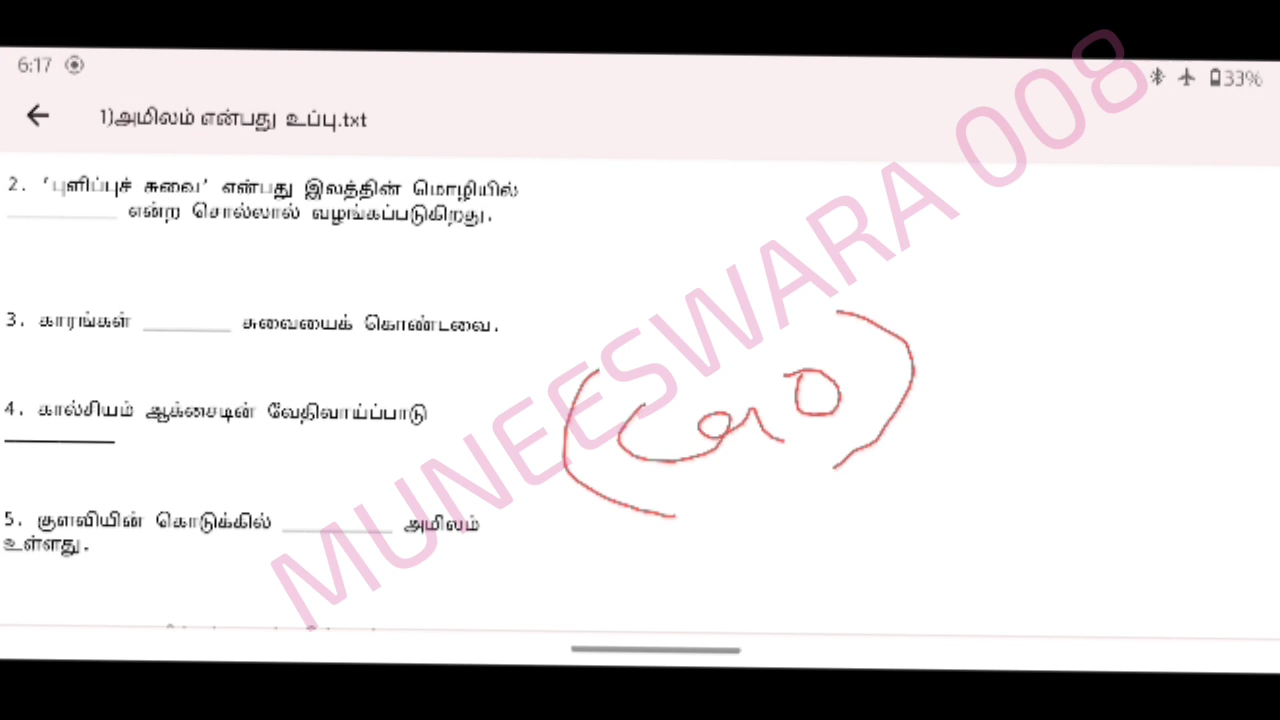 6:17
33%
1)அமிலம் என்பது உப்பு.txt
2. 'புளிப்புச் சுவை' என்பது இலத்தின் மொழியில்
__________ என்ற சொல்லால் வழங்கப்படுகிறது.
3. காரங்கள் ________ சுவையைக் கொண்டவை.
4. கால்சியம் ஆக்சைடின் வேதிவாய்ப்பாடு
__________
(CaO)
5. குளவியின் கொடுக்கில் __________ அமிலம்
உள்ளது.
MUNEESWARA 008